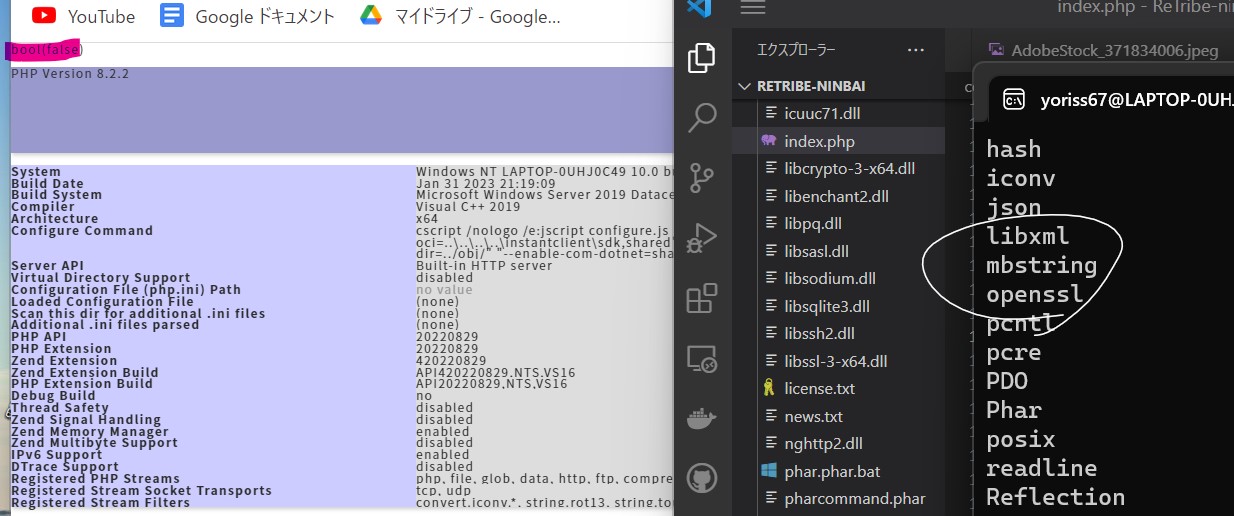 YouTube
Google ドキュメント
マイドライブ - Google...
bool(false)
PHP Version 8.2.2
System Windows NT LAPTOP-0UHJ0C49 10.0
Build Date Jan 31 2023 21:19:09
Build System Microsoft Windows Server 2019
Compiler Visual C++ 2019
Architecture x64
Configure Command cscript /nologo /e:jscript configure.js
oci=..\..\..\..\instantclient\sdk,shared"
dir=../obj/" "--enable-com-dotnet=sha
Server API Built-in HTTP server
Virtual Directory Support disabled
Configuration File (php.ini) Path no value
Loaded Configuration File (none)
Scan this dir for additional .ini files (none)
Additional .ini files parsed (none)
PHP API 20220829
PHP Extension 20220829
Zend Extension 420220829
Zend Extension Build API420220829,NTS,VS16
PHP Extension Build API20220829,NTS,VS16
Debug Build no
Thread Safety disabled
Zend Signal Handling disabled
Zend Memory Manager enabled
Zend Multibyte Support disabled
IPv6 Support enabled
DTrace Support disabled
Registered PHP Streams php, file, glob, data, http, ftp, compre
Registered Stream Socket Transports tcp, udp
Registered Stream Filters convert.iconv.*, string.rot13, string.to
index.php - ReTribe-nin
エクスプローラー
AdobeStock_371834006.jpeg
RETRIBE-NINBAI
icuuc71.dll
index.php
libcrypto-3-x64.dll
libenchant2.dll
libpq.dll
libsasl.dll
libsodium.dll
libsqlite3.dll
libssh2.dll
libssl-3-x64.dll
license.txt
news.txt
nghttp2.dll
phar.phar.bat
pharcommand.phar
yoriss67@LAPTOP-0UH
hash
iconv
json
libxml
mbstring
openssl
pcntl
pcre
PDO
Phar
posix
readline
Reflection